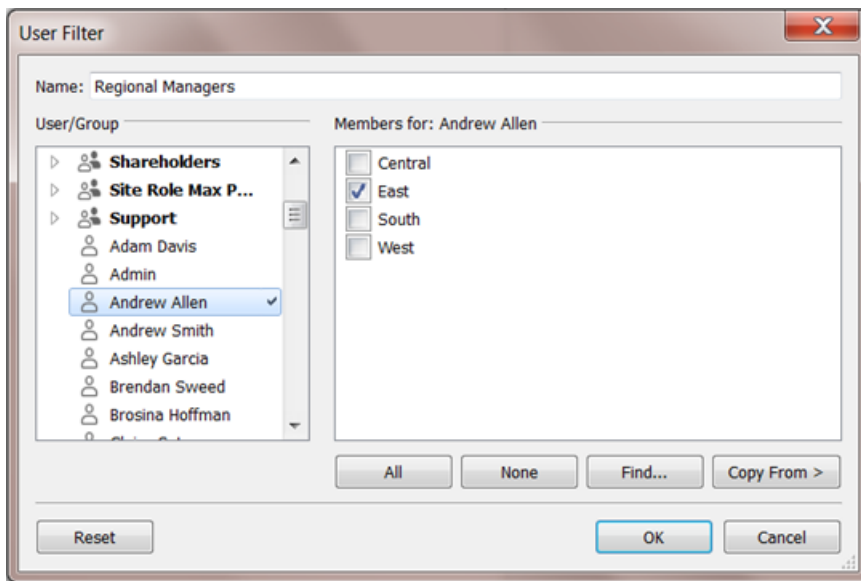 User Filter
Name: Regional Managers
User/Group
Members for: Andrew Allen
Shareholders
Site Role Max P...
Support
Adam Davis
Admin
Andrew Allen
Andrew Smith
Ashley Garcia
Brendan Sweed
Brosina Hoffman
Central
East
South
West
All
None
Find...
Copy From >
Reset
OK
Cancel